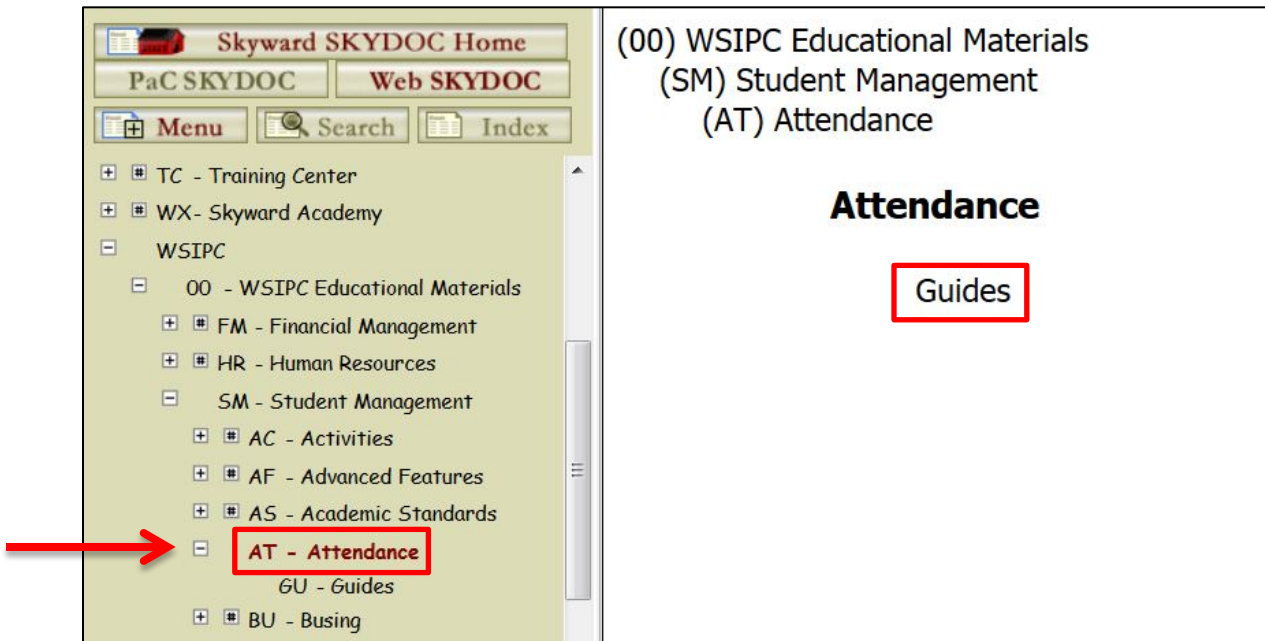 Skyward SKYDOC Home
PaC SKYDOC Web SKYDOC
Menu Search Index
TC - Training Center
WX- Skyward Academy
WSIPC
00 - WSIPC Educational Materials
FM - Financial Management
HR - Human Resources
SM - Student Management
AC - Activities
AF - Advanced Features
AS - Academic Standards
AT - Attendance
GU - Guides
BU - Busing
(00) WSIPC Educational Materials
(SM) Student Management
(AT) Attendance
Attendance
Guides